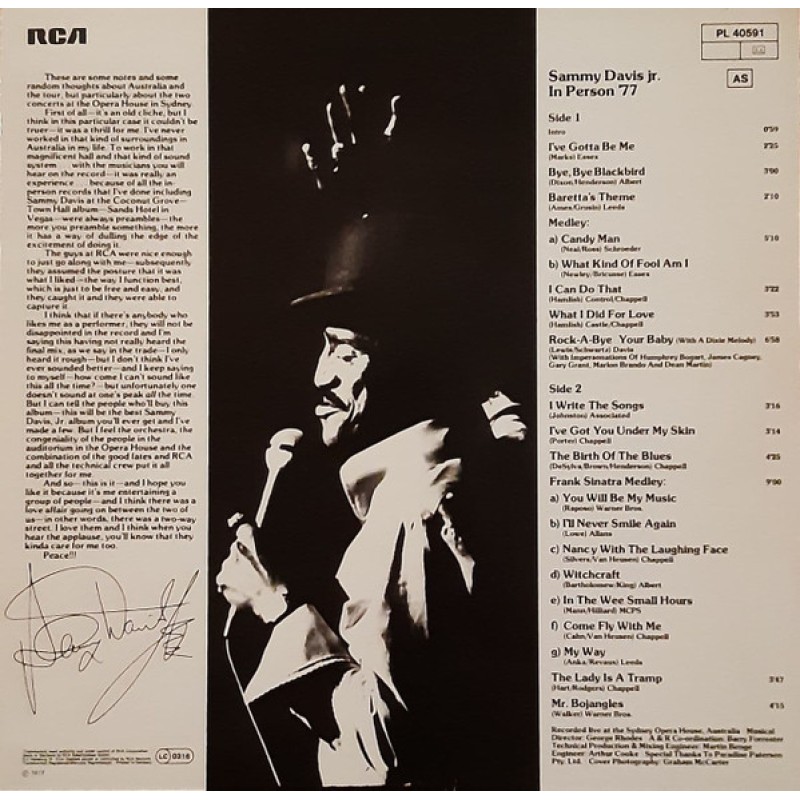 RCA
These are some notes and some
random thoughts about Australia and
the tour, but particularly about the two
concerts at the Opera House in Sydney.
First of all—it's an old cliche, but I
think in this particular case it couldn't be
truer—it was a thrill for me. I've never
worked in that kind of surroundings in
Australia in my life. To work in that
magnificent hall and that kind of sound
system . . . with the musicians you will
hear on the record—it was really an
experience . . . because of all the in-
person records that I've done including
Sammy Davis at the Coconut Grove—
Town Hall album—Sands Hotel in
Vegas—were always preambles—the
more you preamble something, the more
it has a way of dulling the edge of the
excitement of doing it.
The guys at RCA were nice enough
to just go along with me—subsequently
they assumed the posture that it was
what I liked—the way I function best,
which is just to be free and easy, and
they caught it and they were able to
capture it.
I think that if there's anybody who
likes me as a performer, they will not be
disappointed in the record and I'm
saying this having not really heard the
final mix, as we say in the trade—I only
heard it rough—but I don't think I've
ever sounded better—and I keep saying
to myself—how come I can't sound like
this all the time?—but unfortunately one
doesn't sound at one's peak all the time.
But I can tell the people who'll buy this
album—this will be the best Sammy
Davis, Jr. album you'll ever get and I've
made a few. But I feel the orchestra, the
congeniality of the people in the
auditorium in the Opera House and the
combination of the good fates and RCA
and all the technical crew put it all
together for me.
And so—this is it—and I hope you
like it because it's me entertaining a
group of people—and I think there was a
love affair going on between the two of
us—in other words, there was a two-way
street. I love them and I think when you
hear the applause, you'll know that they
kinda care for me too.
Peace!!!
LC 0316
℗ 1977
PL 40591
AS
Sammy Davis jr.
In Person '77
Side 1
Intro 0'59
I've Gotta Be Me 2'25
(Marks) Essex
Bye, Bye Blackbird 3'00
(Dixon/Henderson) Albert
Baretta's Theme 2'10
(Ames/Grusin) Leeds
Medley:
a) Candy Man 5'10
(Neal/Ross) Schroeder
b) What Kind Of Fool Am I
(Newley/Bricusse) Essex
I Can Do That 3'22
(Hamlish) Control/Chappell
What I Did For Love 3'53
(Hamlish) Castle/Chappell
Rock-A-Bye Your Baby (With A Dixie Melody) 6'58
(Lewis/Schwartz) Davis
(With Impersonations Of Humphrey Bogart, James Cagney,
Gary Grant, Marlon Brando And Dean Martin)
Side 2
I Write The Songs 3'16
(Johnston) Associated
I've Got You Under My Skin 3'14
(Porter) Chappell
The Birth Of The Blues 4'25
(DeSylva/Brown/Henderson) Chappell
Frank Sinatra Medley: 9'00
a) You Will Be My Music
(Raposo) Warner Bros.
b) I'll Never Smile Again
(Lowe) Allans
c) Nancy With The Laughing Face
(Silvers/Van Heusen) Chappell
d) Witchcraft
(Bartholomew/King) Albert
e) In The Wee Small Hours
(Mann/Hilliard) MCPS
f) Come Fly With Me
(Cahn/Van Heusen) Chappell
g) My Way
(Anka/Revaux) Leeds
The Lady Is A Tramp 3'47
(Hart/Rodgers) Chappell
Mr. Bojangles 4'15
(Walker) Warner Bros.
Recorded live at the Sydney Opera House, Australia · Musical
Director: George Rhodes · A & R Co-ordination: Barry Forrester
Technical Production & Mixing Engineer: Martin Benge
Engineer: Arthur Cooke · Special Thanks To Paradine Paterson
Pty. Ltd. · Cover Photography: Graham McCarter